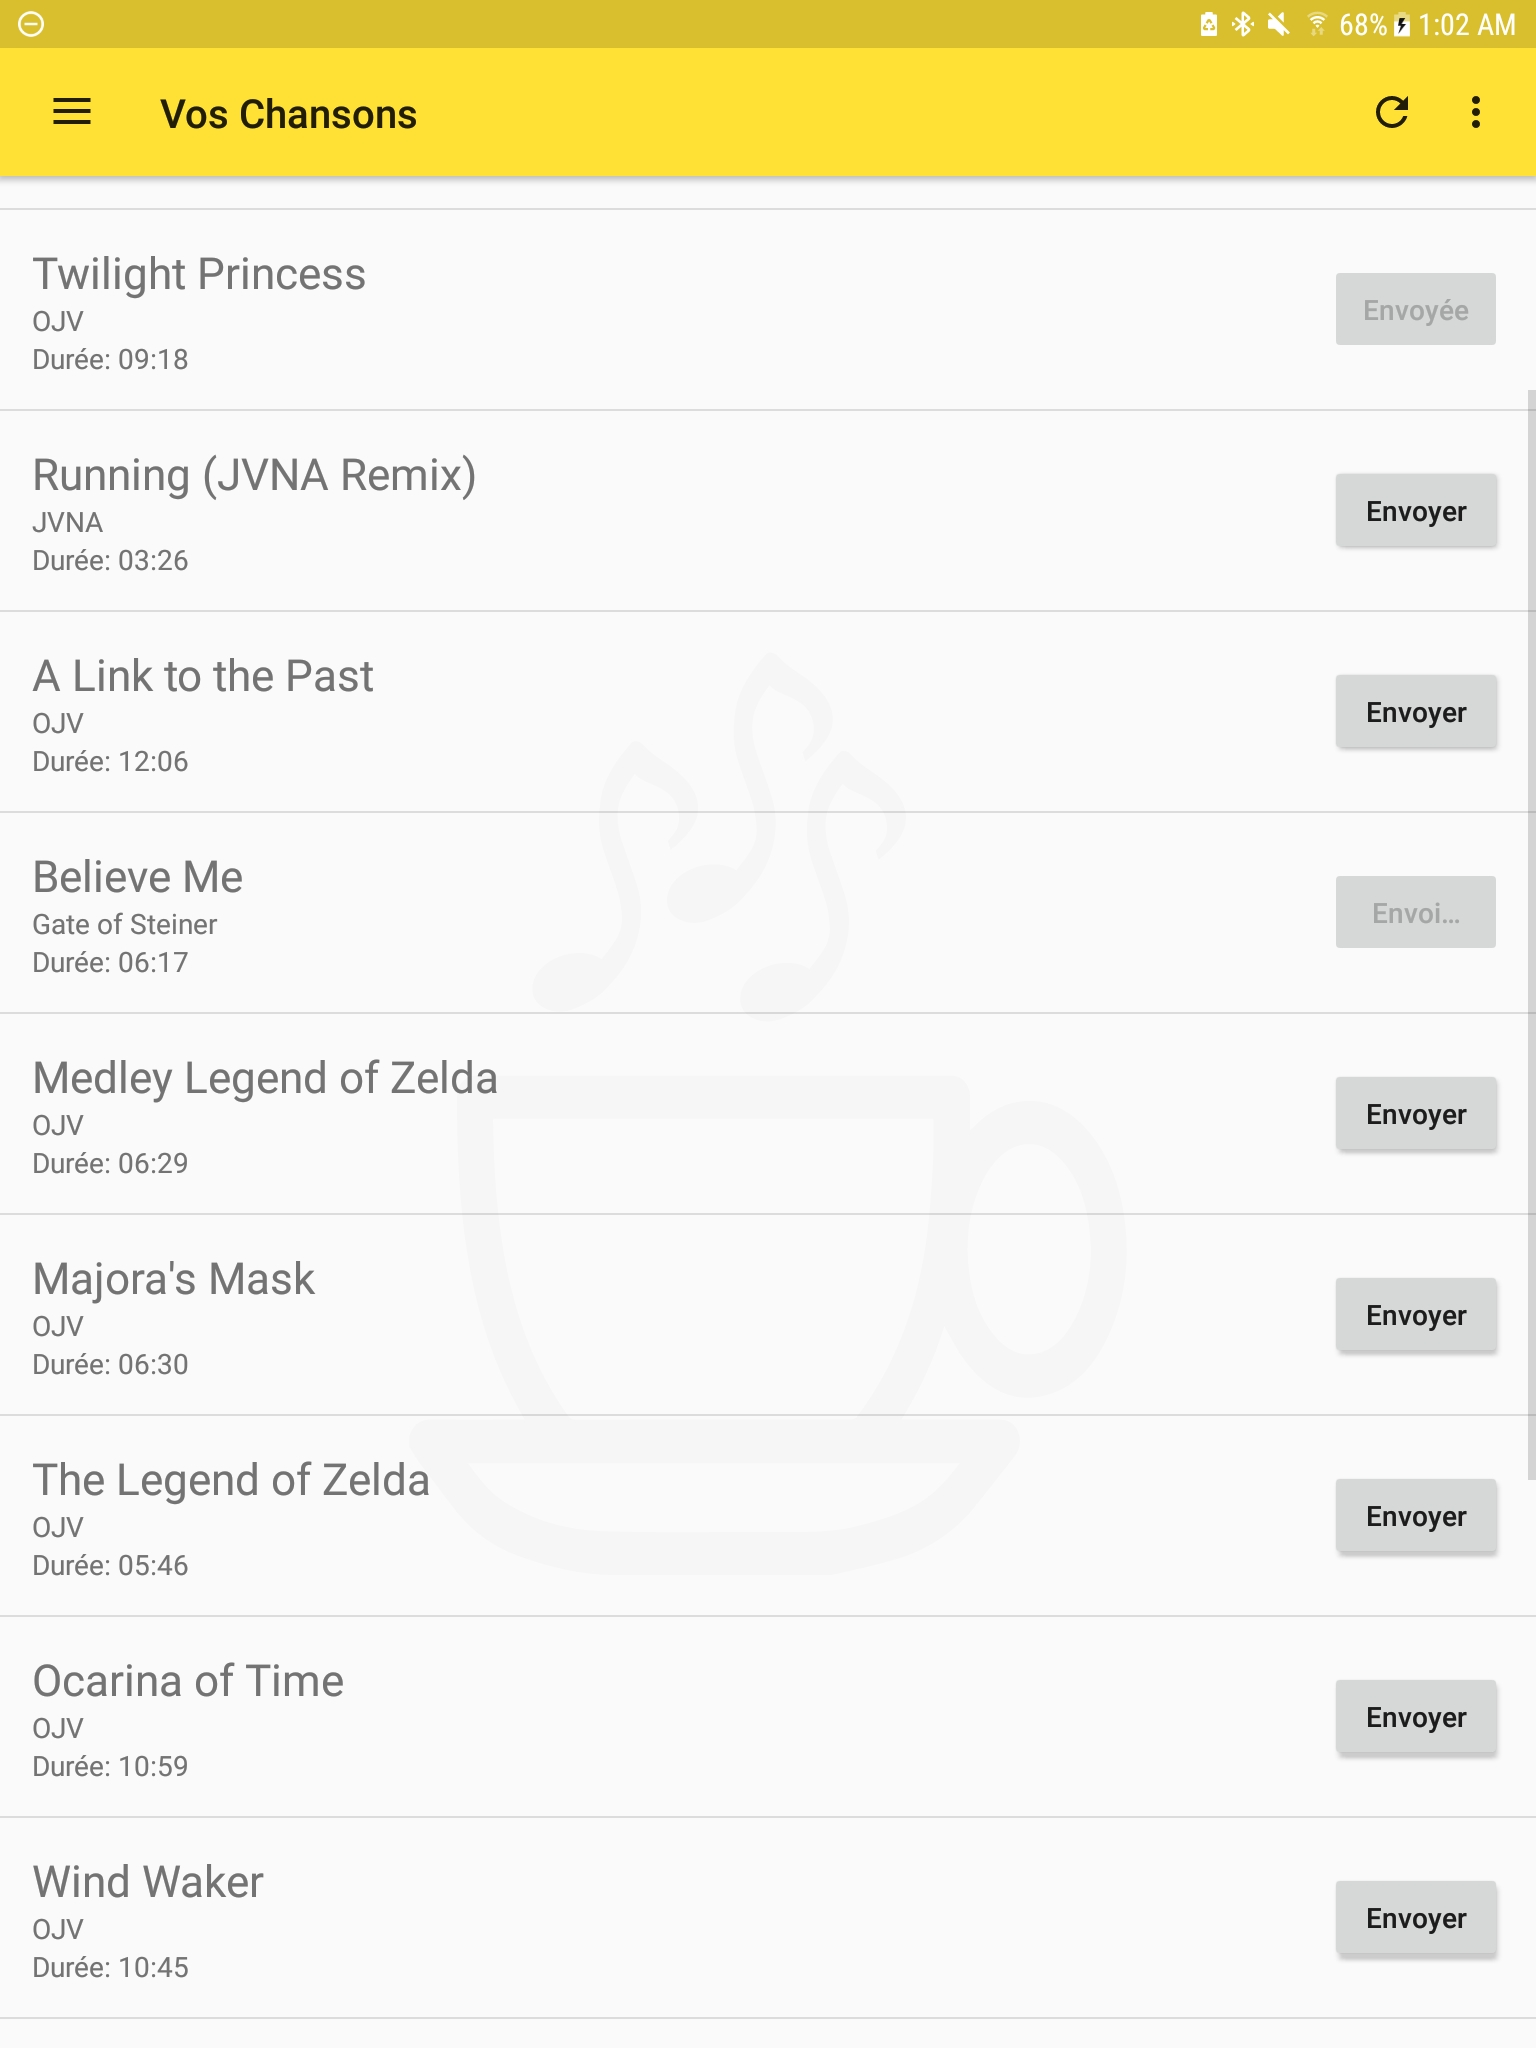 68% 1:02 AM
Vos Chansons
Twilight Princess
OJV
Durée: 09:18
Envoyée
Running (JVNA Remix)
JVNA
Durée: 03:26
Envoyer
A Link to the Past
OJV
Durée: 12:06
Envoyer
Believe Me
Gate of Steiner
Durée: 06:17
Envoi...
Medley Legend of Zelda
OJV
Durée: 06:29
Envoyer
Majora's Mask
OJV
Durée: 06:30
Envoyer
The Legend of Zelda
OJV
Durée: 05:46
Envoyer
Ocarina of Time
OJV
Durée: 10:59
Envoyer
Wind Waker
OJV
Durée: 10:45
Envoyer